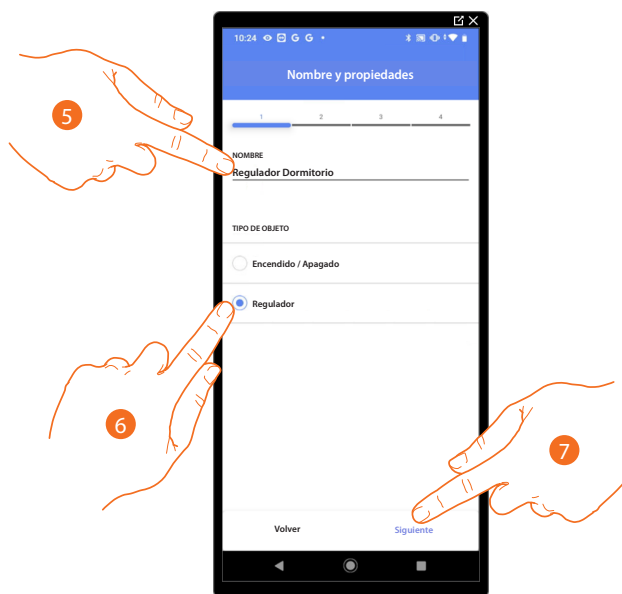 10:24 G G
Nombre y propiedades
1 2 3 4
NOMBRE
Regulador Dormitorio
TIPO DE OBJETO
Encendido / Apagado
Regulador
Volver Siguiente
5
6
7